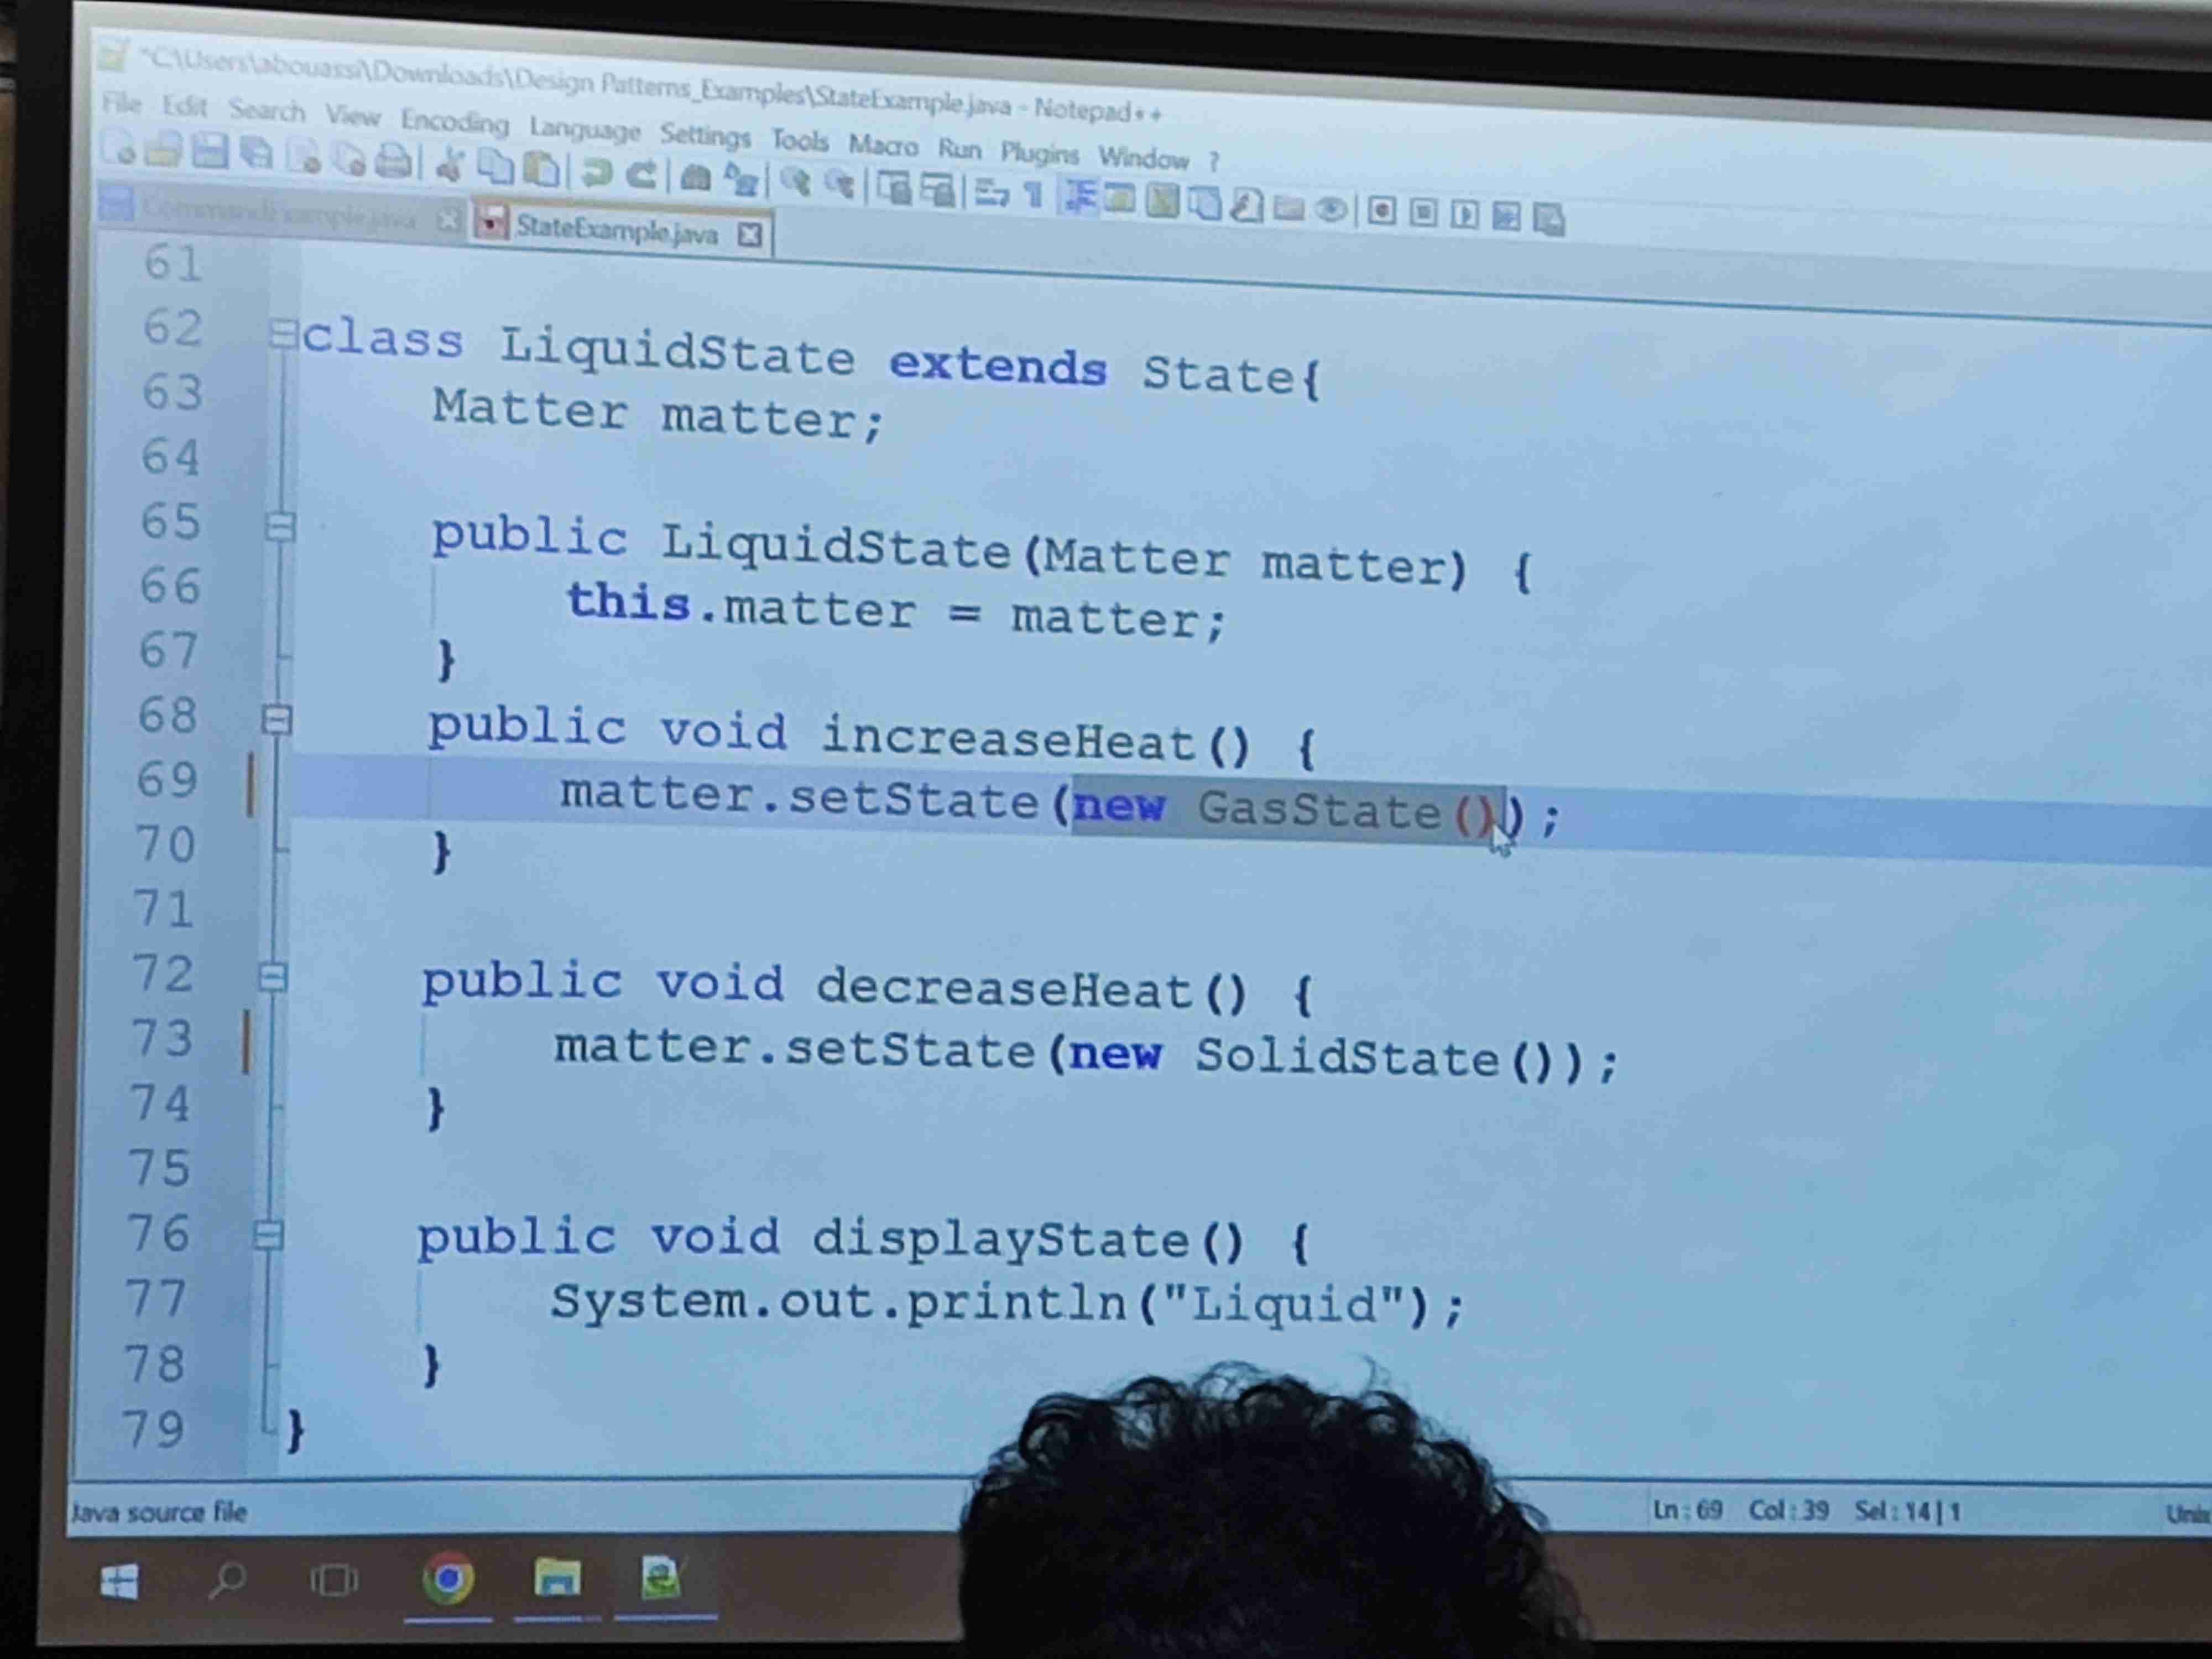 *C:\Users\abouassi\Downloads\Design Patterns_Examples\StateExample.java - Notepad++
File Edit Search View Encoding Language Settings Tools Macro Run Plugins Window ?
CommandExample.java StateExample.java
61
62 class LiquidState extends State{
63 Matter matter;
64
65 public LiquidState(Matter matter) {
66 this.matter = matter;
67 }
68 public void increaseHeat() {
69 matter.setState(new GasState());
70 }
71
72 public void decreaseHeat() {
73 matter.setState(new SolidState());
74 }
75
76 public void displayState() {
77 System.out.println("Liquid");
78 }
79 }
Java source file Ln : 69 Col : 39 Sel : 14 | 1